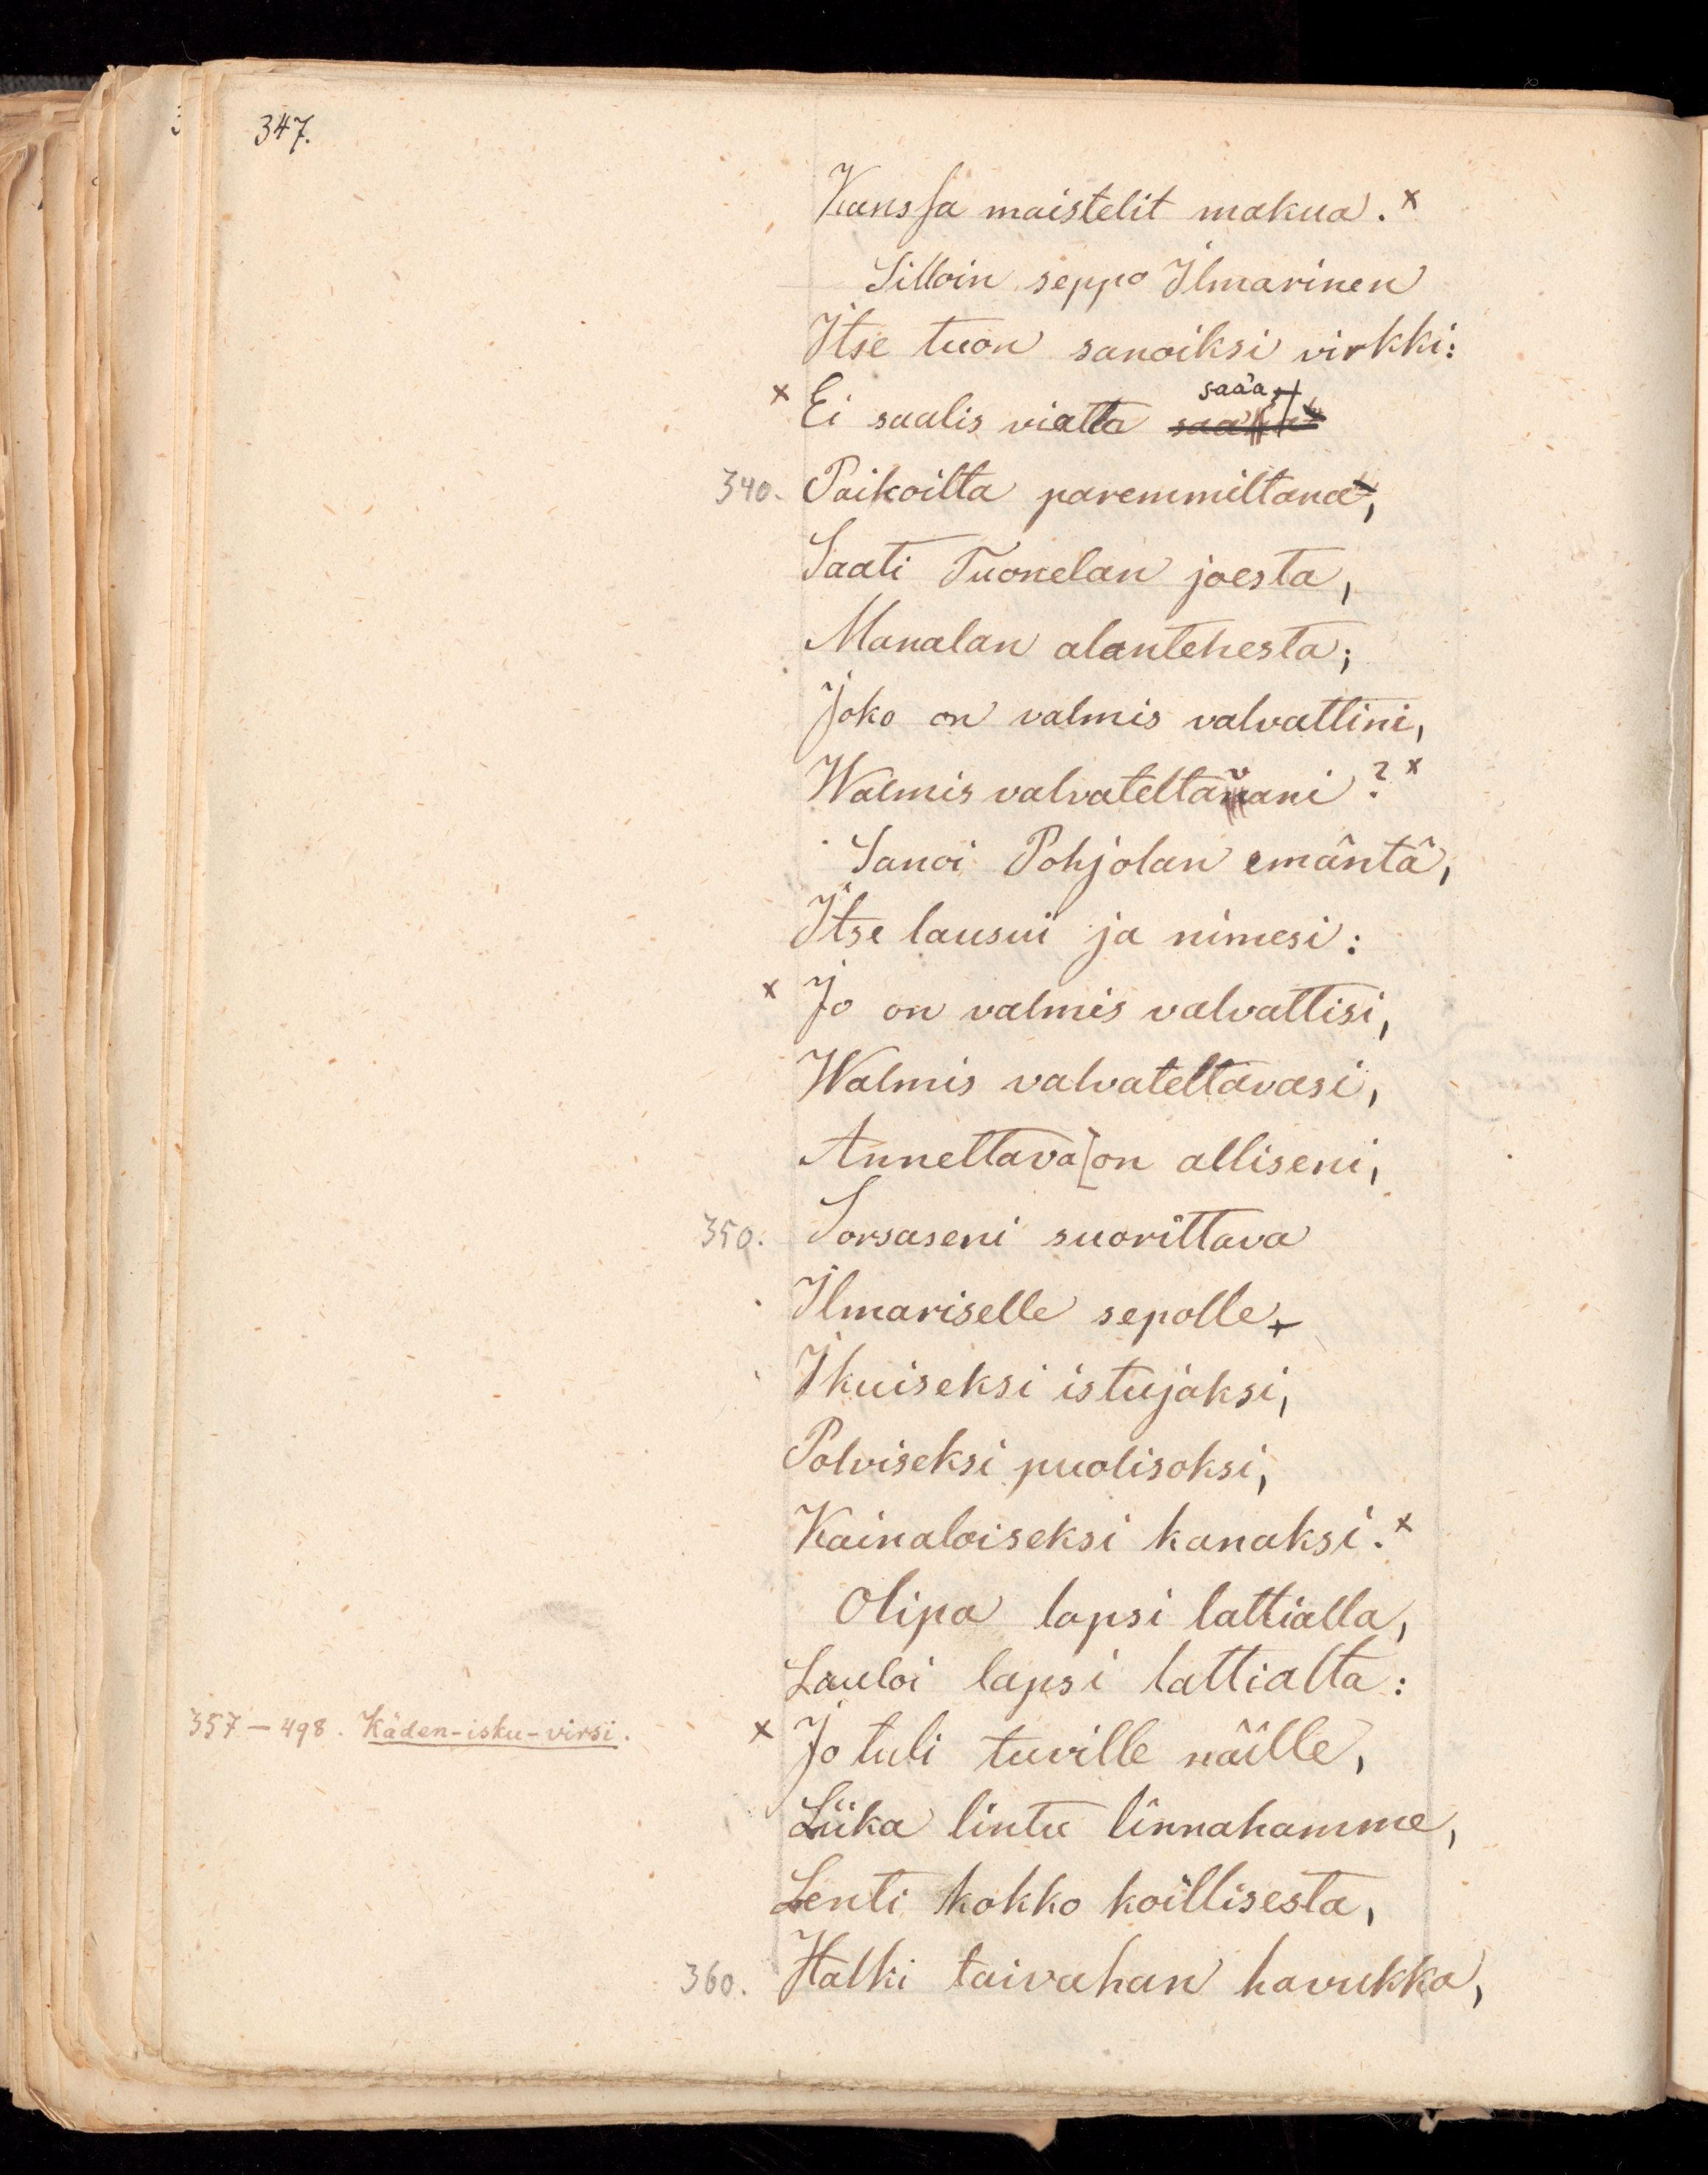 347.
Kanssa maistelit makua. x
Silloin seppo Ilmarinen
Itse tuon sanoiksi virkki:
saa'a,
x Ei saalis viatta
340. Paikoilta paremmiltana,
Saati Tuonelan joesta,
Manalan alantehesta;
Joko on valmis valvattini,
Walmis valvateltavani? x
Sanoi Pohjolan emäntä,
Itse lausui ja nimesi:
x Jo on valmis valvattisi,
Walmis valvateltavasi,
Annettava [on alliseni,
350. Sorsaseni suorittava
Ilmariselle sepolle
Ikuiseksi istujaksi,
Polviseksi puolisoksi,
Kainaloiseksi kanaksi. x
Olipa lapsi lattialla,
Lauloi lapsi lattialta:
357–498. Käden-isku-virsi.
x Jo tuli tuville näille,
Liika lintu linnahamme,
Lenti kokko koillisesta,
360. Halki taivahan havukka,